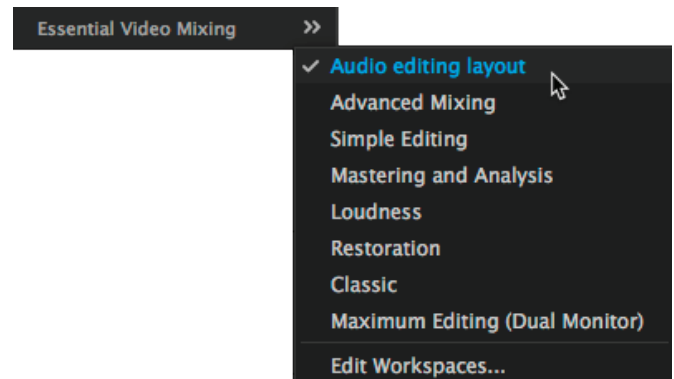 Essential Video Mixing »
Audio editing layout
Advanced Mixing
Simple Editing
Mastering and Analysis
Loudness
Restoration
Classic
Maximum Editing (Dual Monitor)
Edit Workspaces...